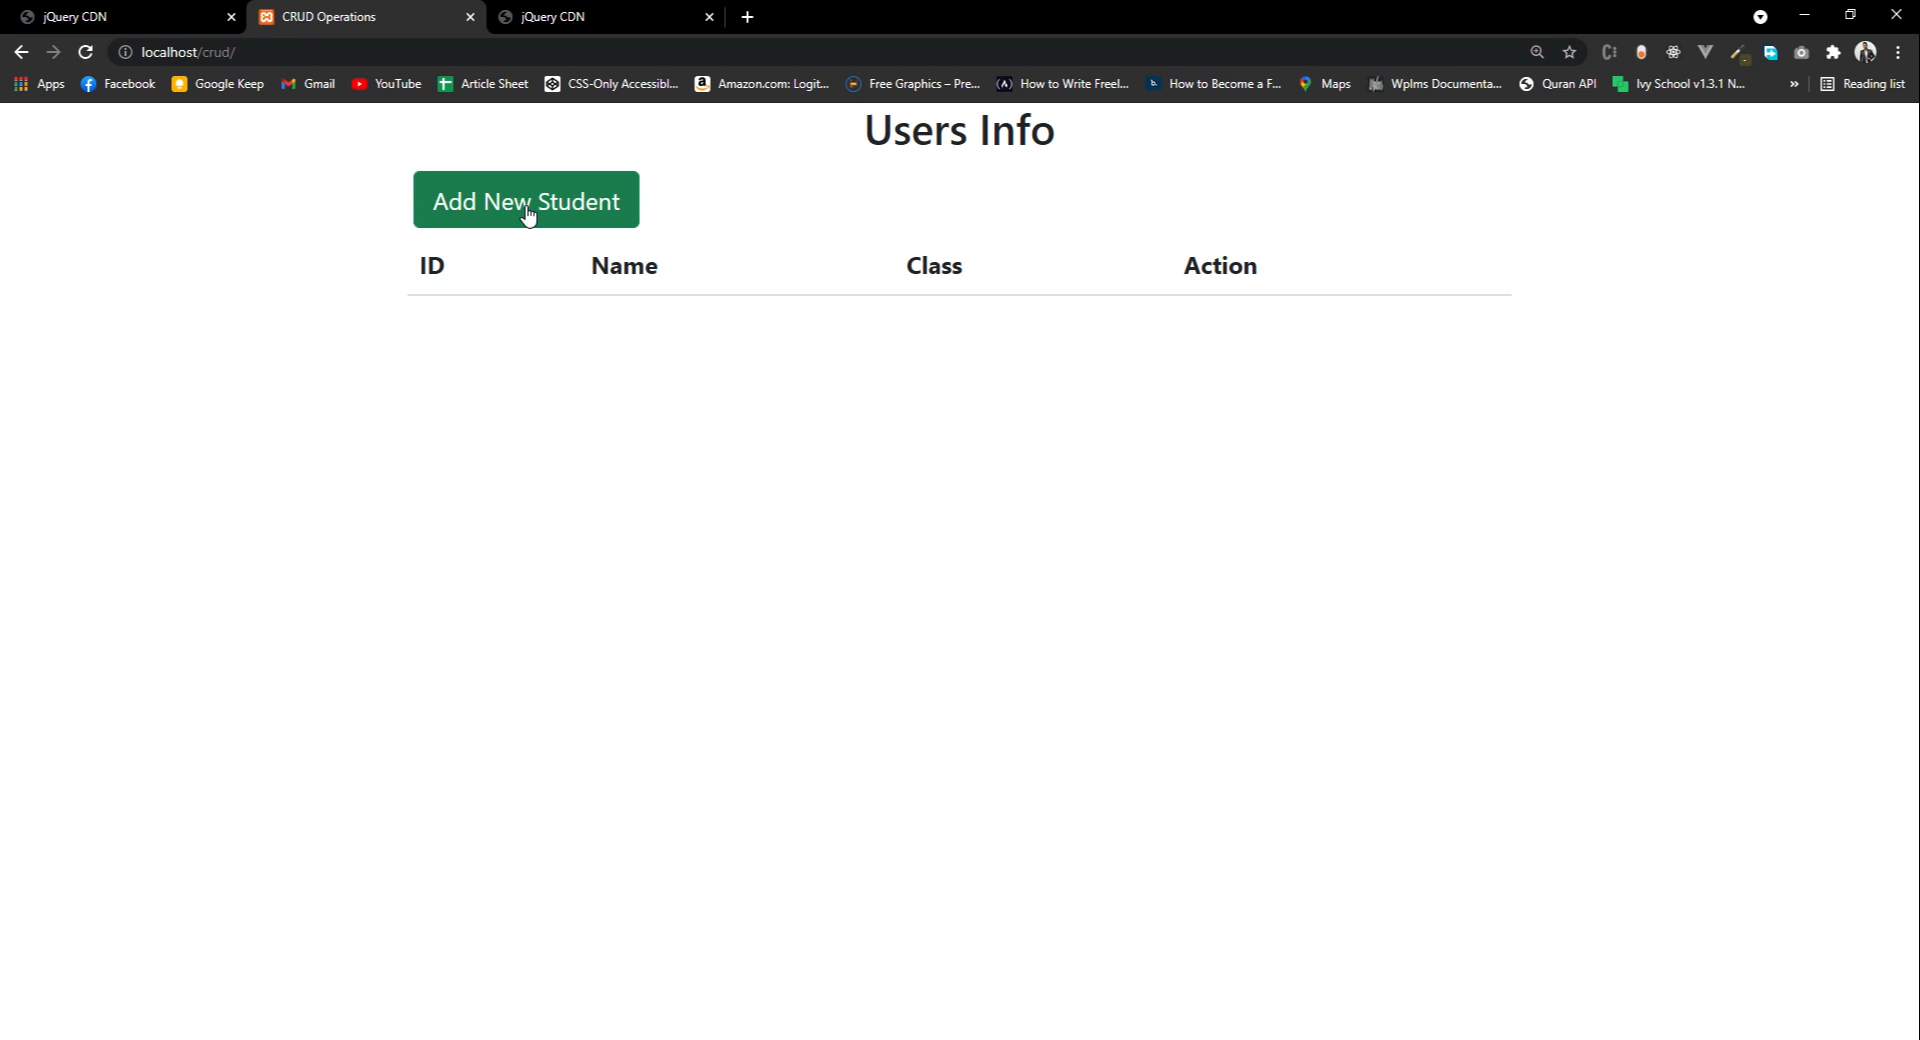 jQuery CDN CRUD Operations jQuery CDN
localhost/crud/
Apps Facebook Google Keep Gmail YouTube Article Sheet CSS-Only Accessibl... Amazon.com: Logit... Free Graphics – Pre... How to Write Freel... How to Become a F... Maps Wplms Documenta... Quran API Ivy School v1.3.1 N... » Reading list
Users Info
Add New Student
ID Name Class Action